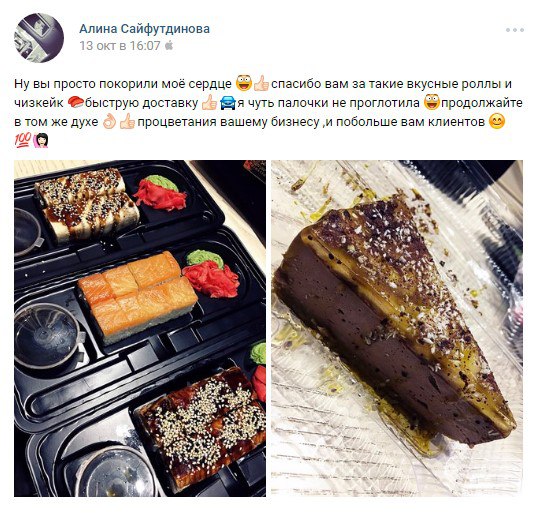 Алина Сайфутдинова
13 окт в 16:07
Ну вы просто покорили моё сердце 😜👍🏻спасибо вам за такие вкусные роллы и
чизкейк 🍣быструю доставку 👍🏻🚘я чуть палочки не проглотила 😜продолжайте
в том же духе 👌🏻👍🏻процветания вашему бизнесу ,и побольше вам клиентов 😊
💯🙋🏻